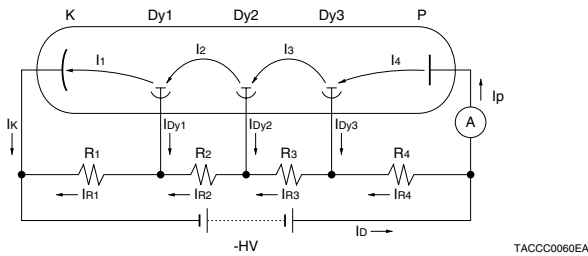 K Dy1 Dy2 Dy3 P
I1 I2 I3 I4
Ip
A
IK IDy1 IDy2 IDy3
R1 R2 R3 R4
IR1 IR2 IR3 IR4
-HV ID
TACCC0060EA